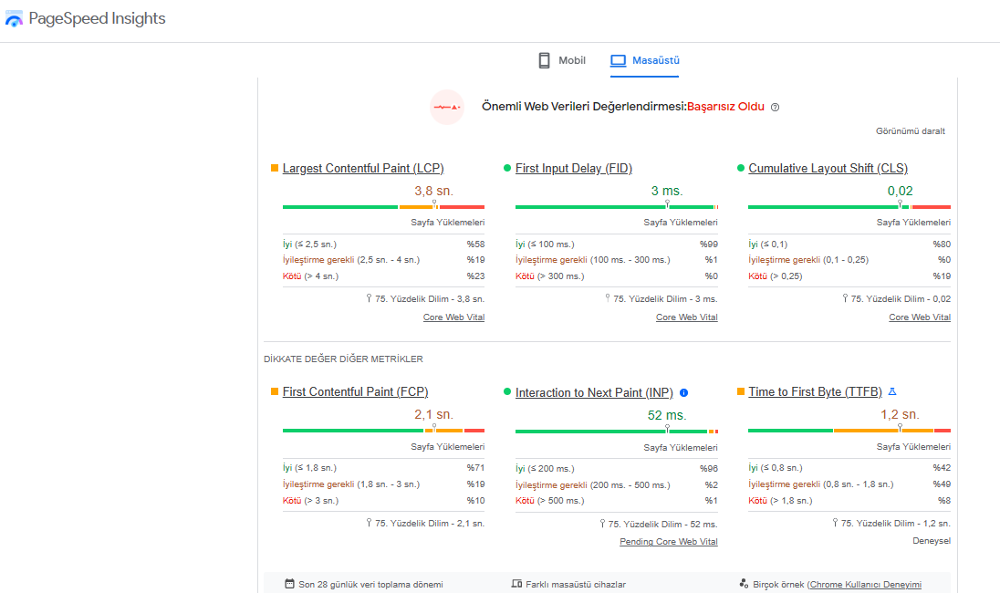 PageSpeed Insights
Mobil
Masaüstü
Önemli Web Verileri Değerlendirmesi:Başarısız Oldu
Görünümü daralt
Largest Contentful Paint (LCP)
3,8 sn.
Sayfa Yüklemeleri
İyi (≤ 2,5 sn.) %58
İyileştirme gerekli (2,5 sn. - 4 sn.) %19
Kötü (> 4 sn.) %23
75. Yüzdelik Dilim - 3,8 sn.
Core Web Vital
First Input Delay (FID)
3 ms.
Sayfa Yüklemeleri
İyi (≤ 100 ms.) %99
İyileştirme gerekli (100 ms. - 300 ms.) %1
Kötü (> 300 ms.) %0
75. Yüzdelik Dilim - 3 ms.
Core Web Vital
Cumulative Layout Shift (CLS)
0,02
Sayfa Yüklemeleri
İyi (≤ 0,1) %80
İyileştirme gerekli (0,1 - 0,25) %0
Kötü (> 0,25) %19
75. Yüzdelik Dilim - 0,02
Core Web Vital
DİKKATE DEĞER DİĞER METRİKLER
First Contentful Paint (FCP)
2,1 sn.
Sayfa Yüklemeleri
İyi (≤ 1,8 sn.) %71
İyileştirme gerekli (1,8 sn. - 3 sn.) %19
Kötü (> 3 sn.) %10
75. Yüzdelik Dilim - 2,1 sn.
Interaction to Next Paint (INP)
52 ms.
Sayfa Yüklemeleri
İyi (≤ 200 ms.) %96
İyileştirme gerekli (200 ms. - 500 ms.) %2
Kötü (> 500 ms.) %1
75. Yüzdelik Dilim - 52 ms.
Pending Core Web Vital
Time to First Byte (TTFB)
1,2 sn.
Sayfa Yüklemeleri
İyi (≤ 0,8 sn.) %42
İyileştirme gerekli (0,8 sn. - 1,8 sn.) %49
Kötü (> 1,8 sn.) %8
75. Yüzdelik Dilim - 1,2 sn.
Deneysel
Son 28 günlük veri toplama dönemi
Farklı masaüstü cihazlar
Birçok örnek (Chrome Kullanıcı Deneyimi